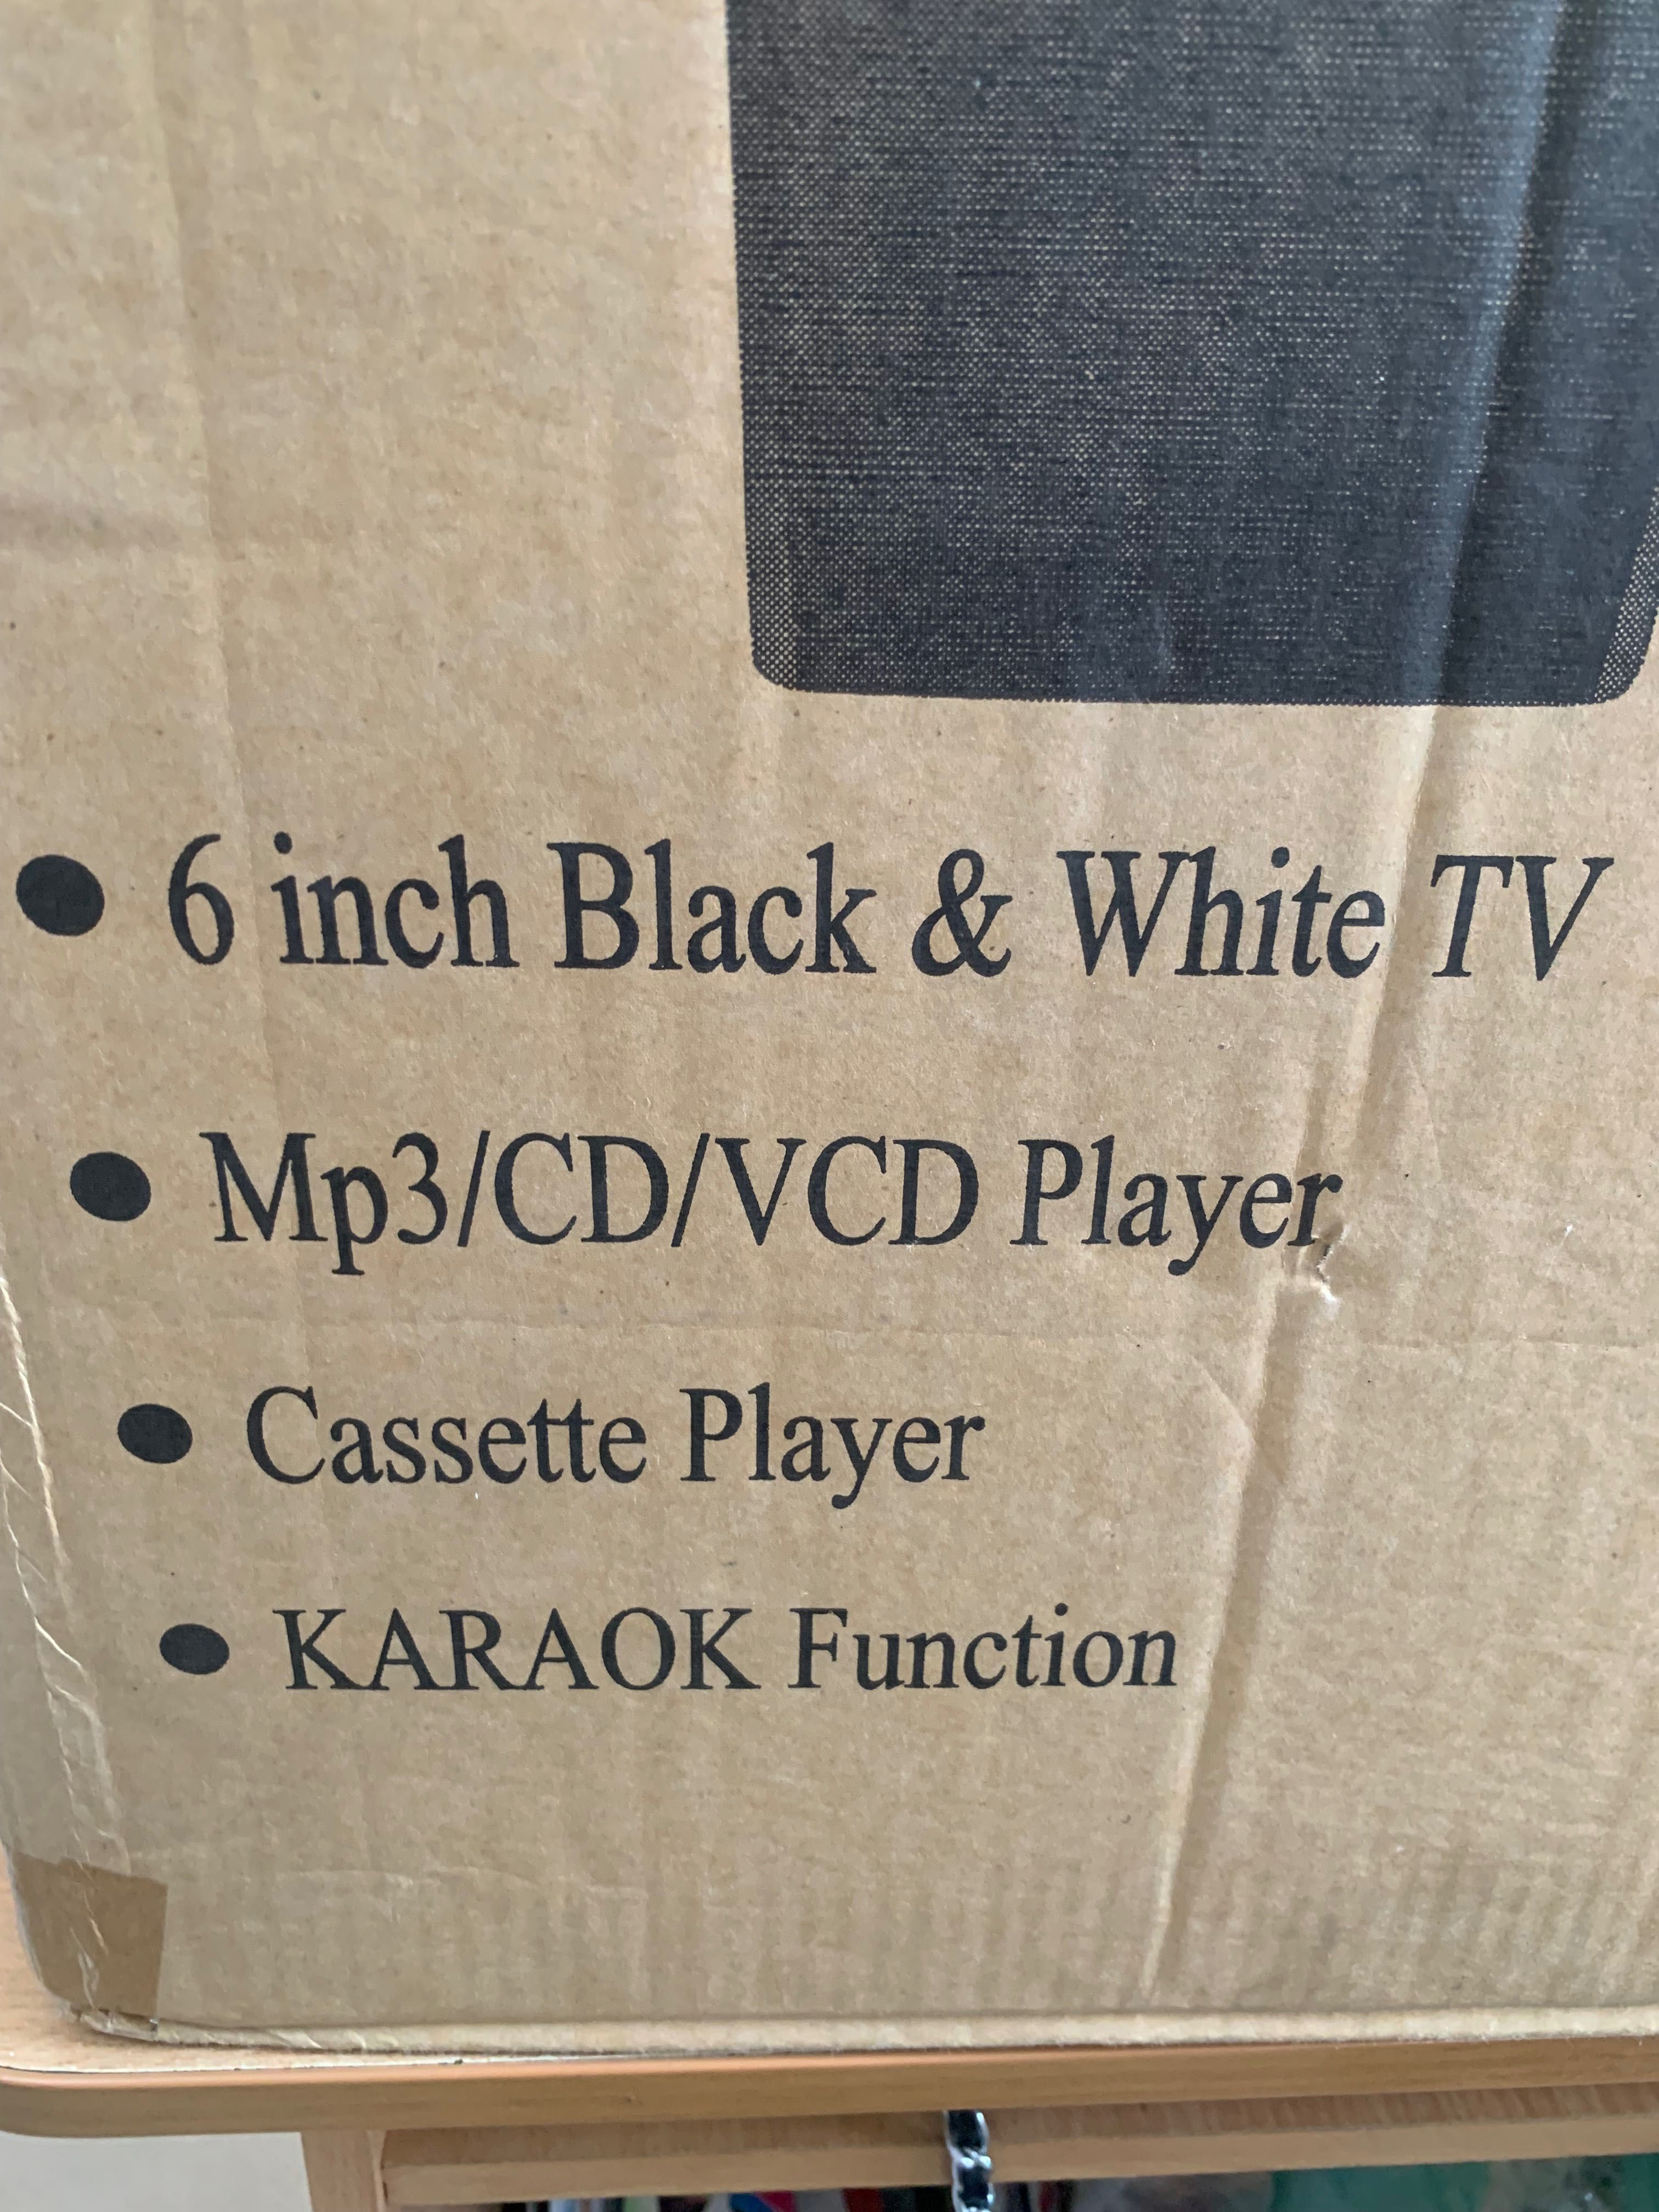 ● 6 inch Black & White TV
● Mp3/CD/VCD Player
● Cassette Player
● KARAOK Function